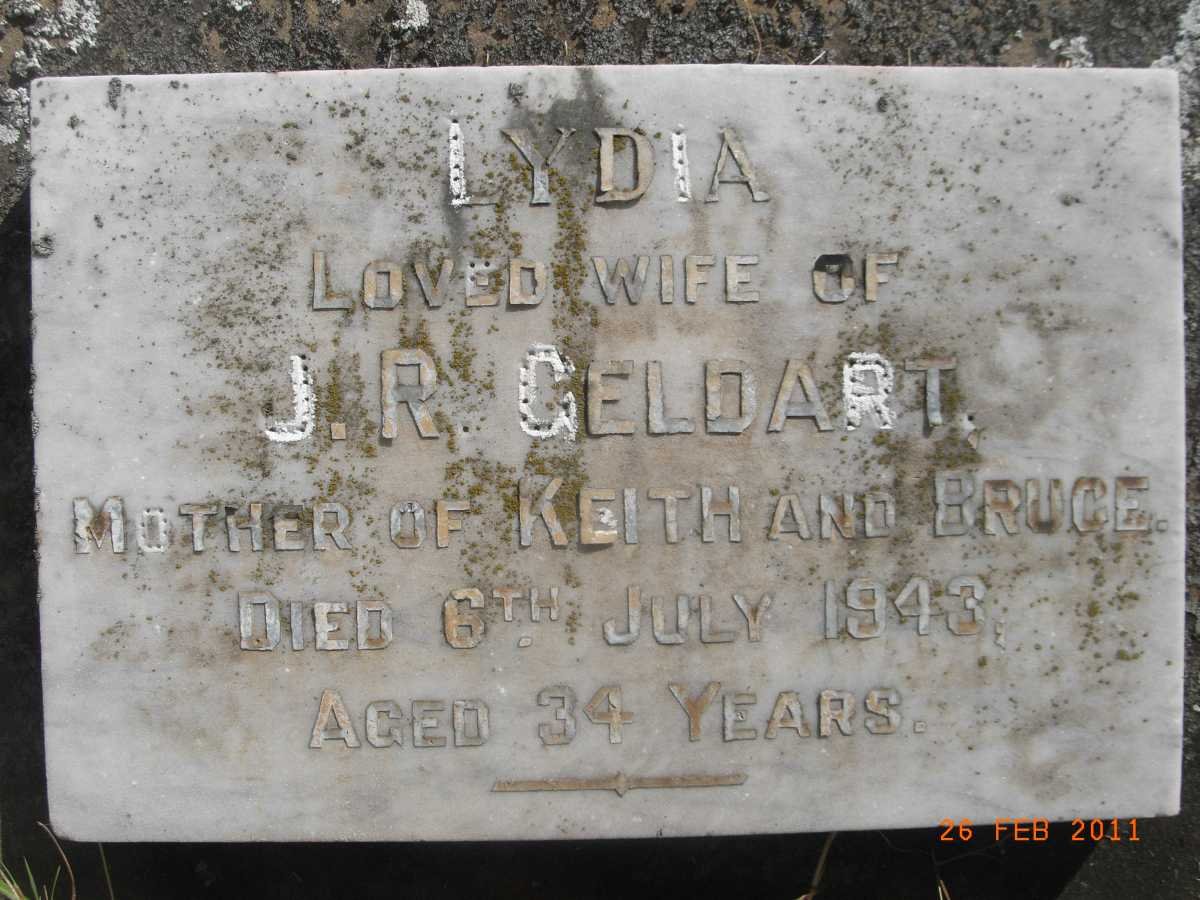 LYDIA
LOVED WIFE OF
J. R. GELDART,
MOTHER OF KEITH AND BRUCE.
DIED 6TH. JULY 1943,
AGED 34 YEARS.
26 FEB 2011